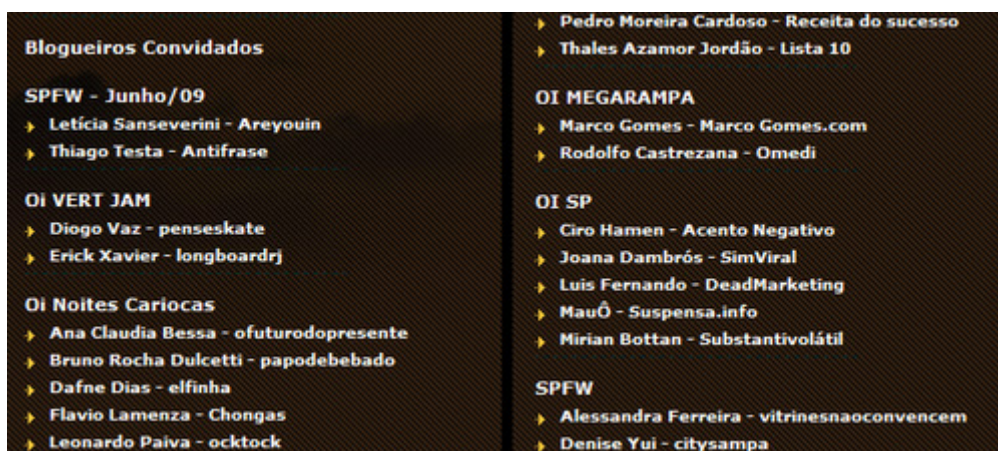 Blogueiros Convidados
SPFW - Junho/09
Letícia Sanseverini - Areyouin
Thiago Testa - Antifrase
Oi VERT JAM
Diogo Vaz - penseskate
Erick Xavier - longboardrj
Oi Noites Cariocas
Ana Claudia Bessa - ofuturodopresente
Bruno Rocha Dulcetti - papodebebado
Dafne Dias - elfinha
Flavio Lamenza - Chongas
Leonardo Paiva - ocktock
Pedro Moreira Cardoso - Receita do sucesso
Thales Azamor Jordão - Lista 10
OI MEGARAMPA
Marco Gomes - Marco Gomes.com
Rodolfo Castrezana - Omedi
OI SP
Ciro Hamen - Acento Negativo
Joana Dambrós - SimViral
Luis Fernando - DeadMarketing
MauÔ - Suspensa.info
Mirian Bottan - Substantivolátil
SPFW
Alessandra Ferreira - vitrinesnaoconvencem
Denise Yui - citysampa